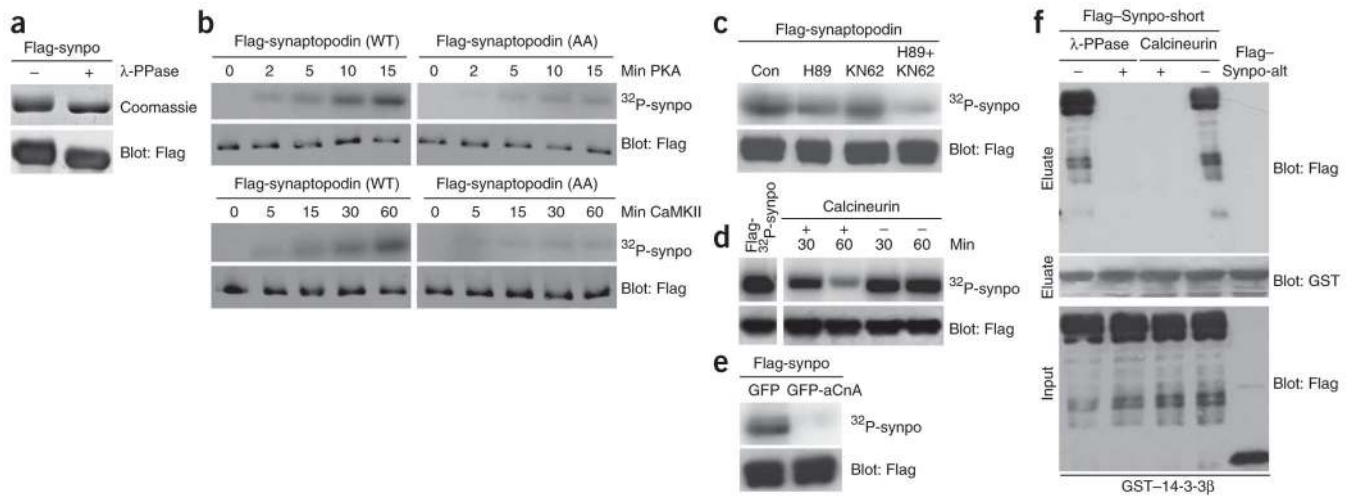 a
Flag-synpo
– + λ-PPase
Coomassie
Blot: Flag
b
Flag-synaptopodin (WT) Flag-synaptopodin (AA)
0 2 5 10 15 0 2 5 10 15 Min PKA
32P-synpo
Blot: Flag
Flag-synaptopodin (WT) Flag-synaptopodin (AA)
0 5 15 30 60 0 5 15 30 60 Min CaMKII
32P-synpo
Blot: Flag
c
Flag-synaptopodin
Con H89 KN62 H89+
KN62
32P-synpo
Blot: Flag
d
Flag-
32P-synpo
Calcineurin
+ + – –
30 60 30 60 Min
32P-synpo
Blot: Flag
e
Flag-synpo
GFP GFP-aCnA
32P-synpo
Blot: Flag
f
Flag–Synpo-short
λ-PPase Calcineurin
Flag–
Synpo-alt
– + + –
Eluate
Blot: Flag
Eluate
Blot: GST
Input
Blot: Flag
GST–14-3-3β